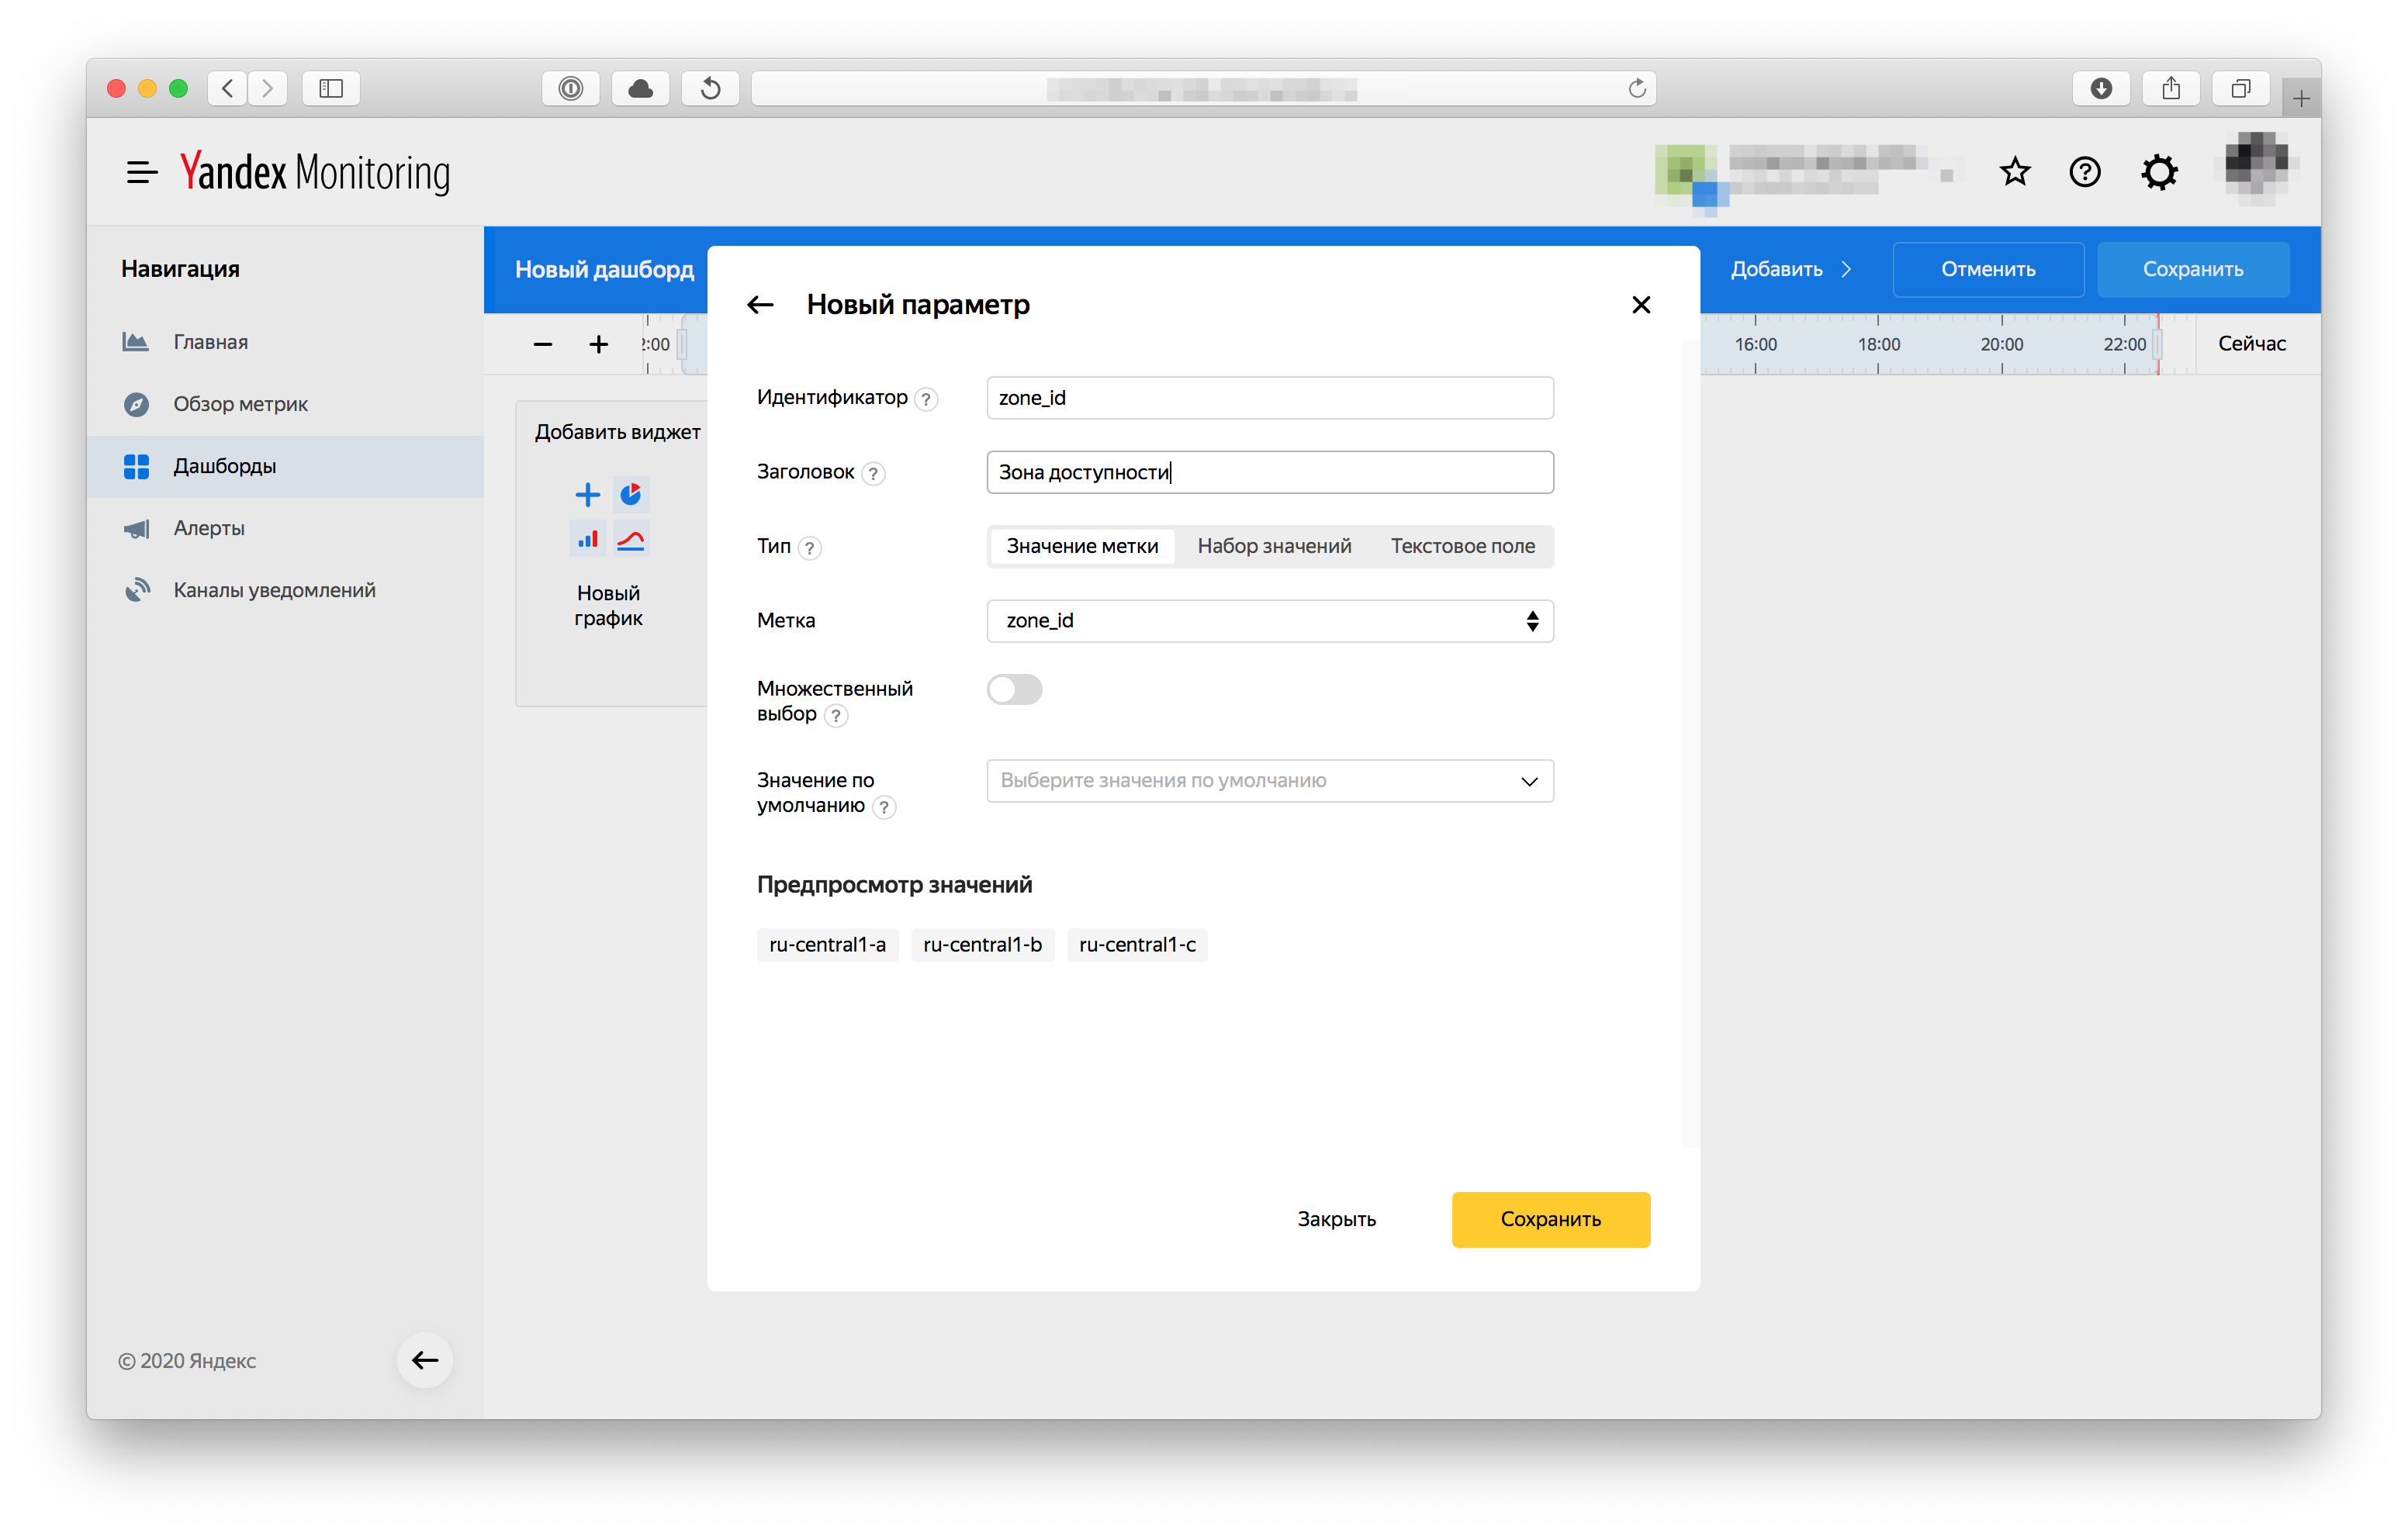 Yandex Monitoring
Навигация
Главная
Обзор метрик
Дашборды
Алерты
Каналы уведомлений
© 2020 Яндекс
Новый дашборд
Добавить
Отменить
Сохранить
2:00
16:00
18:00
20:00
22:00
Сейчас
Добавить виджет
Новый
график
Новый параметр
Идентификатор ?
zone_id
Заголовок ?
Зона доступности
Тип ?
Значение метки
Набор значений
Текстовое поле
Метка
zone_id
Множественный
выбор ?
Значение по
умолчанию ?
Выберите значения по умолчанию
Предпросмотр значений
ru-central1-a
ru-central1-b
ru-central1-c
Закрыть
Сохранить